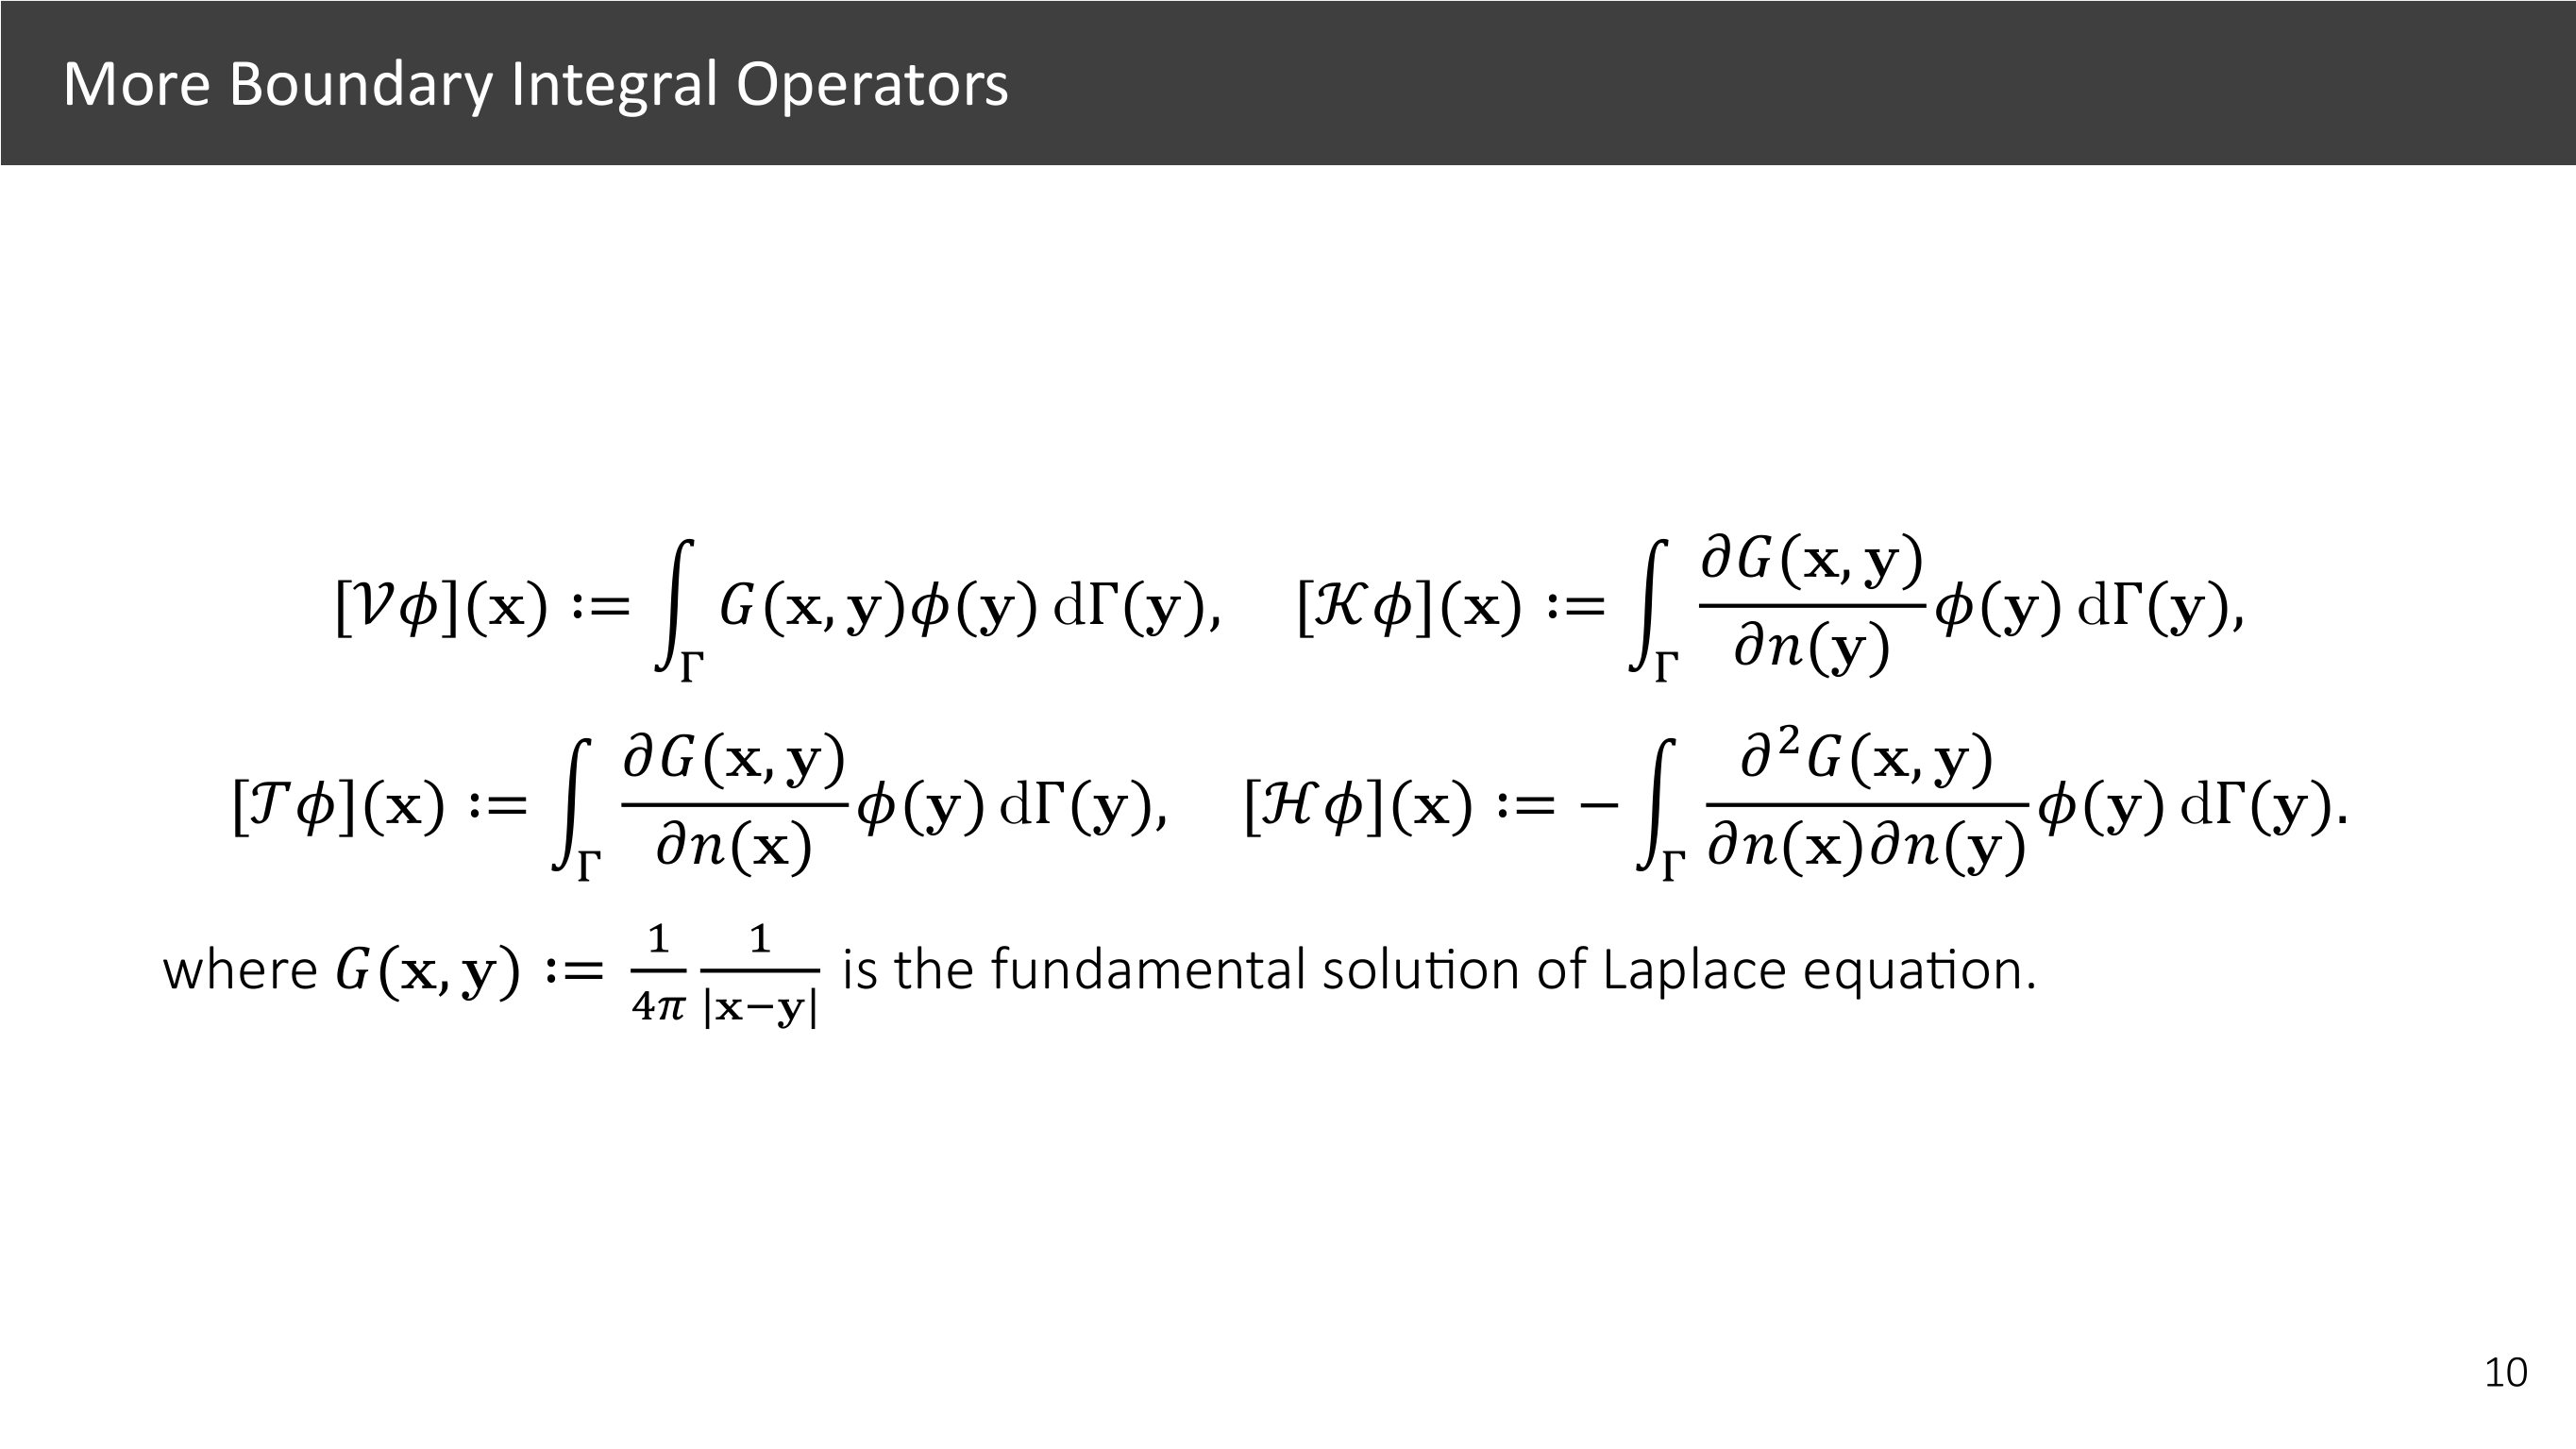 More Boundary Integral Operators
[𝒱ϕ](𝐱) := ∫_Γ G(𝐱, 𝐲)ϕ(𝐲) dΓ(𝐲), [𝒦ϕ](𝐱) := ∫_Γ ∂G(𝐱, 𝐲)/∂n(𝐲) ϕ(𝐲) dΓ(𝐲),
[𝒯ϕ](𝐱) := ∫_Γ ∂G(𝐱, 𝐲)/∂n(𝐱) ϕ(𝐲) dΓ(𝐲), [ℋϕ](𝐱) := − ∫_Γ ∂²G(𝐱, 𝐲)/∂n(𝐱)∂n(𝐲) ϕ(𝐲) dΓ(𝐲).
where G(𝐱, 𝐲) := 1/4π 1/|𝐱−𝐲| is the fundamental solution of Laplace equation.
10